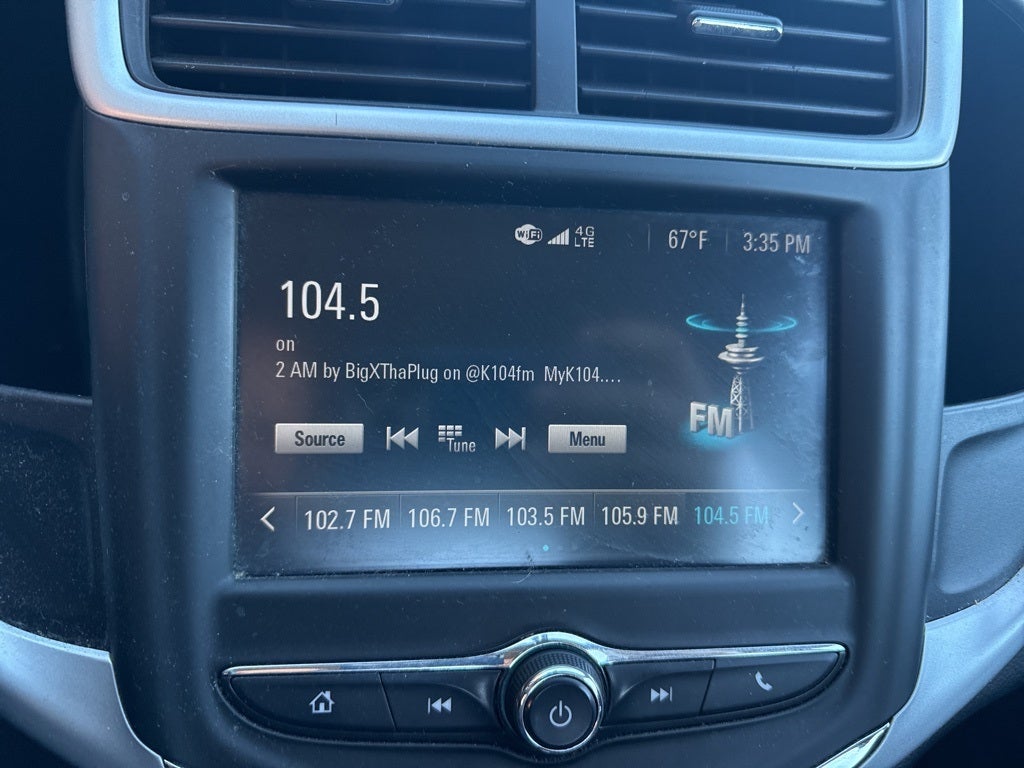 WiFi 4G LTE 67°F 3:35 PM
104.5
on
2 AM by BigXThaPlug on @K104fm MyK104....
FM
Source Tune Menu
102.7 FM 106.7 FM 103.5 FM 105.9 FM 104.5 FM